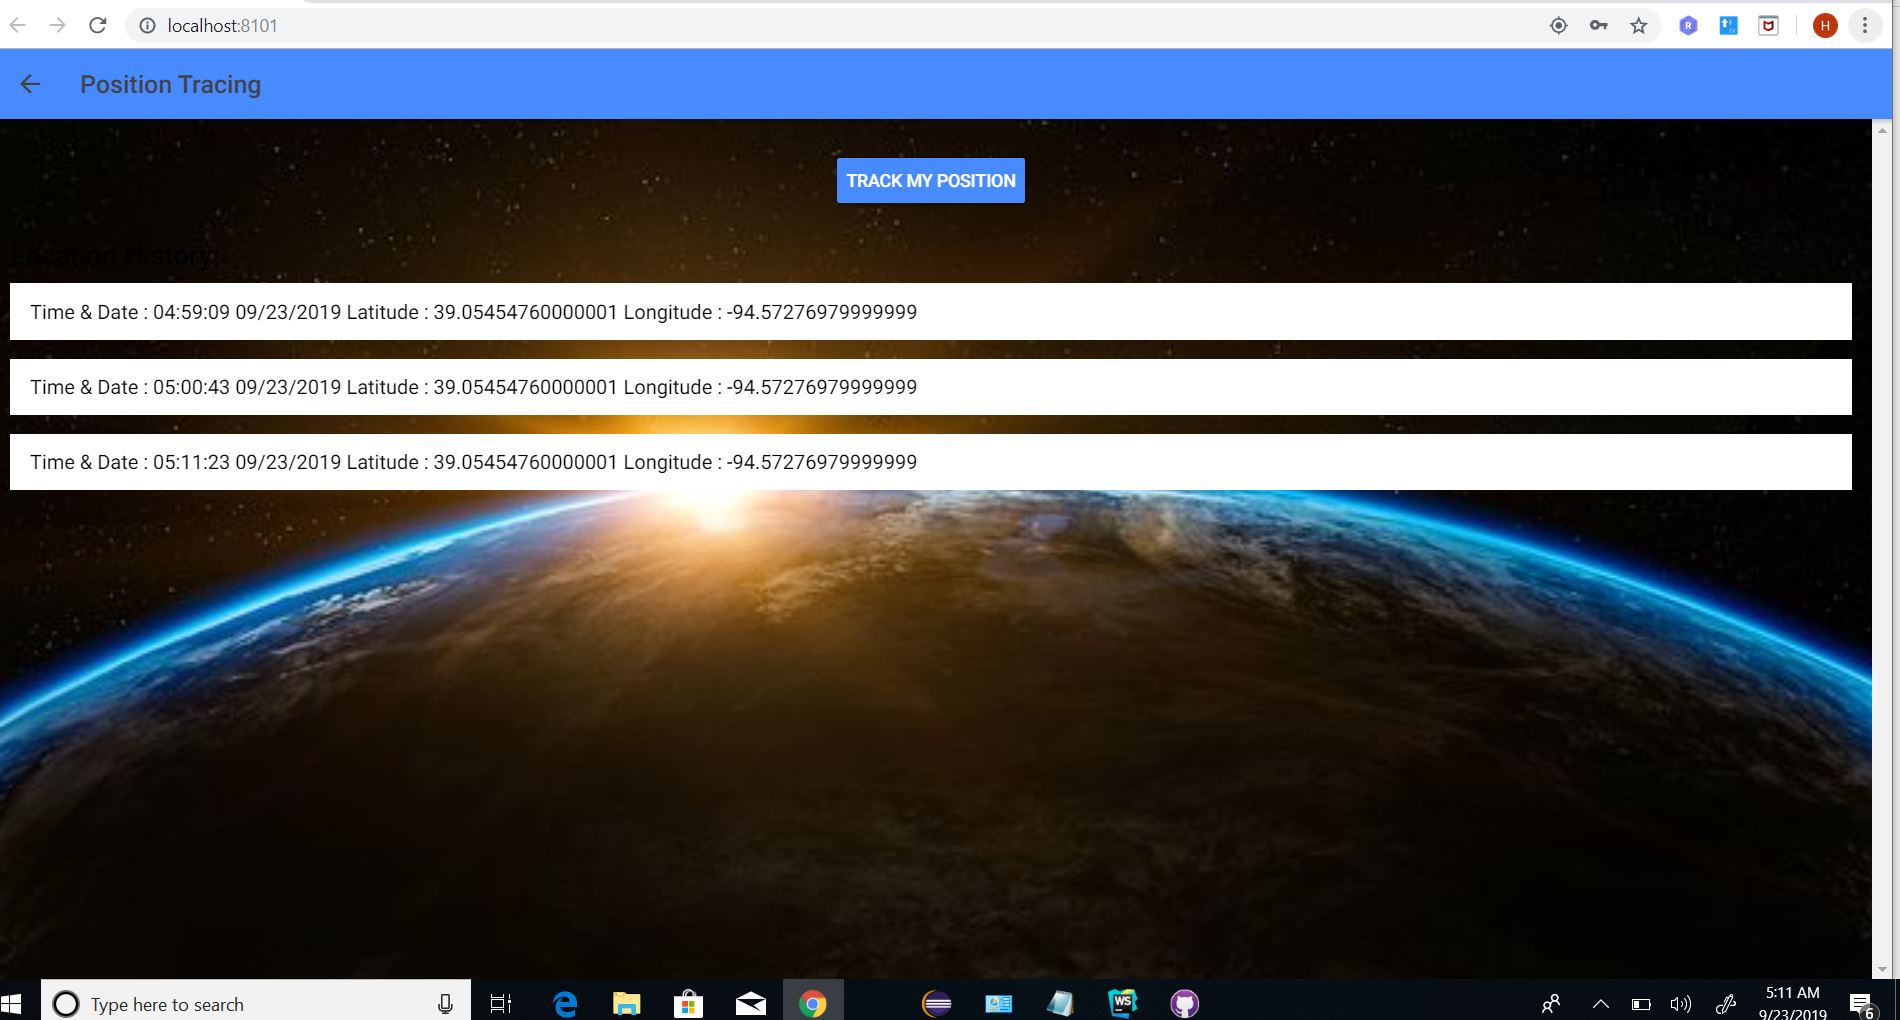 localhost:8101
H
Position Tracing
TRACK MY POSITION
Location History:
Time & Date : 04:59:09 09/23/2019 Latitude : 39.05454760000001 Longitude : -94.57276979999999
Time & Date : 05:00:43 09/23/2019 Latitude : 39.05454760000001 Longitude : -94.57276979999999
Time & Date : 05:11:23 09/23/2019 Latitude : 39.05454760000001 Longitude : -94.57276979999999
Type here to search
WS
5:11 AM
9/23/2019
6